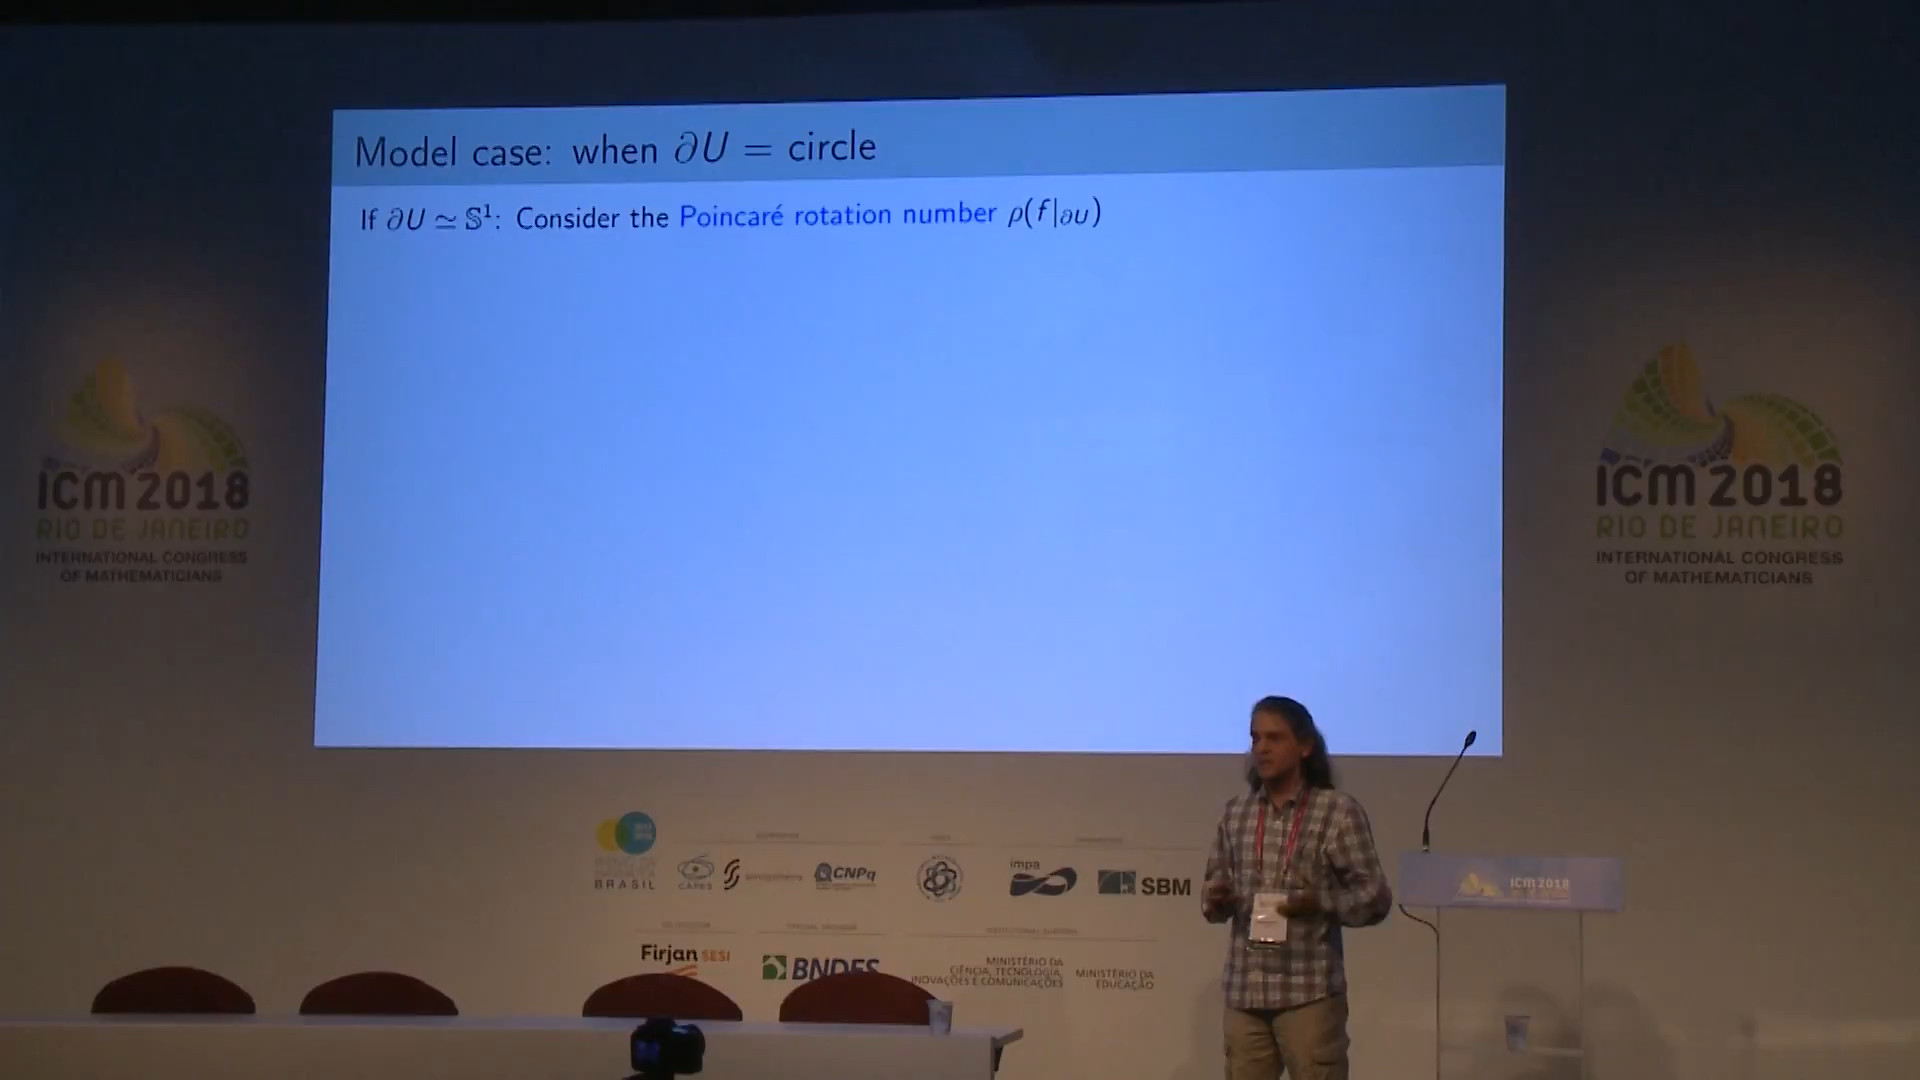 Model case: when ∂U = circle
If ∂U ≃ 𝕊¹: Consider the Poincaré rotation number ρ(f|∂U)
ICM 2018
RIO DE JANEIRO
INTERNATIONAL CONGRESS
OF MATHEMATICIANS
ICM 2018
RIO DE JANEIRO
INTERNATIONAL CONGRESS
OF MATHEMATICIANS
BRASIL
CAPES
CNPq
impa
SBM
ICM 2018
Firjan SESI
BNDES
MINISTÉRIO DA
CIÊNCIA, TECNOLOGIA,
INOVAÇÕES E COMUNICAÇÕES
MINISTÉRIO DA
EDUCAÇÃO